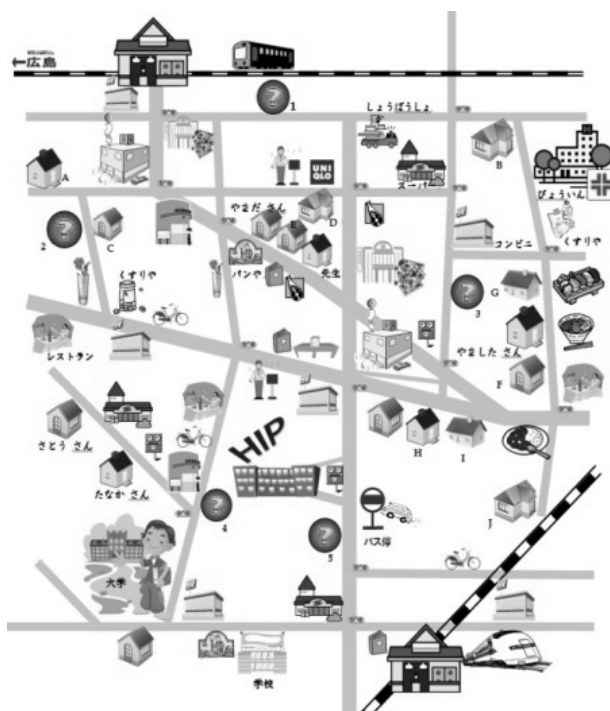 ←広島
1
しょうぼうしょ
UNI
QLO
スーパー
B
A
びょういん
D
やまだ さん
2
C
コンビニ
くすりや
先生
パンや
くすりや
G
3
レストラン
やました さん
F
さとう さん
HIP
H
I
たなか さん
4
5
バス停
J
大学
学校